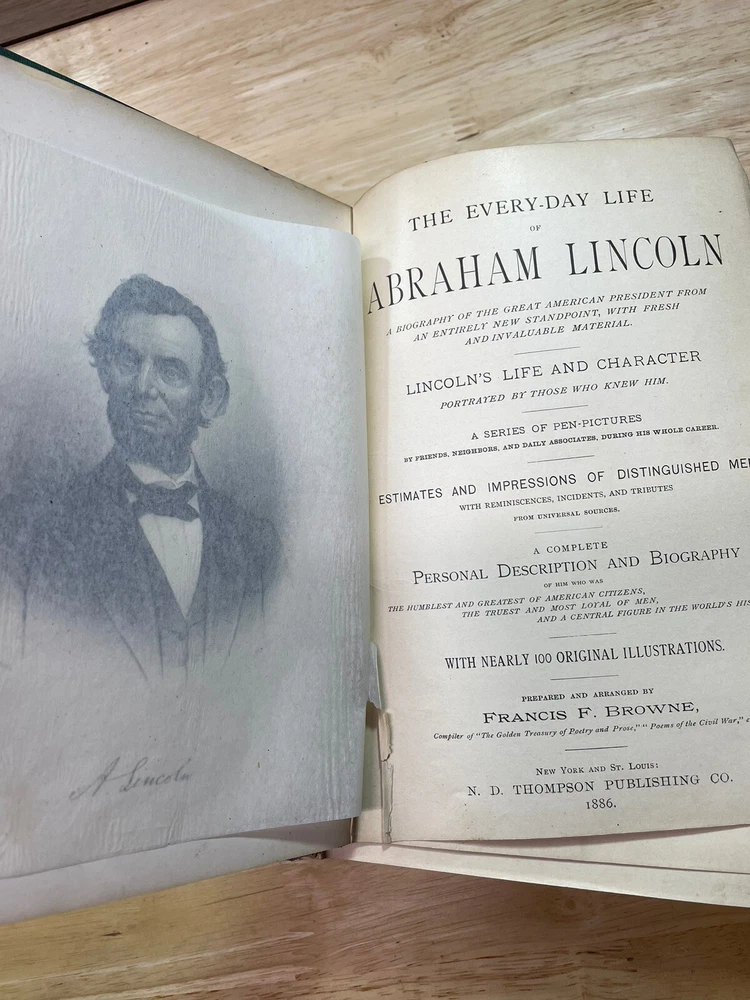 A Lincoln
THE EVERY-DAY LIFE
OF
ABRAHAM LINCOLN
A BIOGRAPHY OF THE GREAT AMERICAN PRESIDENT FROM
AN ENTIRELY NEW STANDPOINT, WITH FRESH
AND INVALUABLE MATERIAL.
LINCOLN'S LIFE AND CHARACTER
PORTRAYED BY THOSE WHO KNEW HIM.
A SERIES OF PEN-PICTURES
BY FRIENDS, NEIGHBORS, AND DAILY ASSOCIATES, DURING HIS WHOLE CAREER.
ESTIMATES AND IMPRESSIONS OF DISTINGUISHED
WITH REMINISCENCES, INCIDENTS, AND TRIBUTES
FROM UNIVERSAL SOURCES.
A COMPLETE
PERSONAL DESCRIPTION AND BIOGRAPHY
OF HIM WHO WAS
THE HUMBLEST AND GREATEST OF AMERICAN CITIZENS,
THE TRUEST AND MOST LOYAL OF MEN,
AND A CENTRAL FIGURE IN THE WORLD'S
WITH NEARLY 100 ORIGINAL ILLUSTRATIONS.
PREPARED AND ARRANGED BY
FRANCIS F. BROWNE,
Compiler of "The Golden Treasury of Poetry and Prose," "Poems of the Civil War,"
NEW YORK AND ST. LOUIS:
N. D. THOMPSON PUBLISHING CO.
1886.